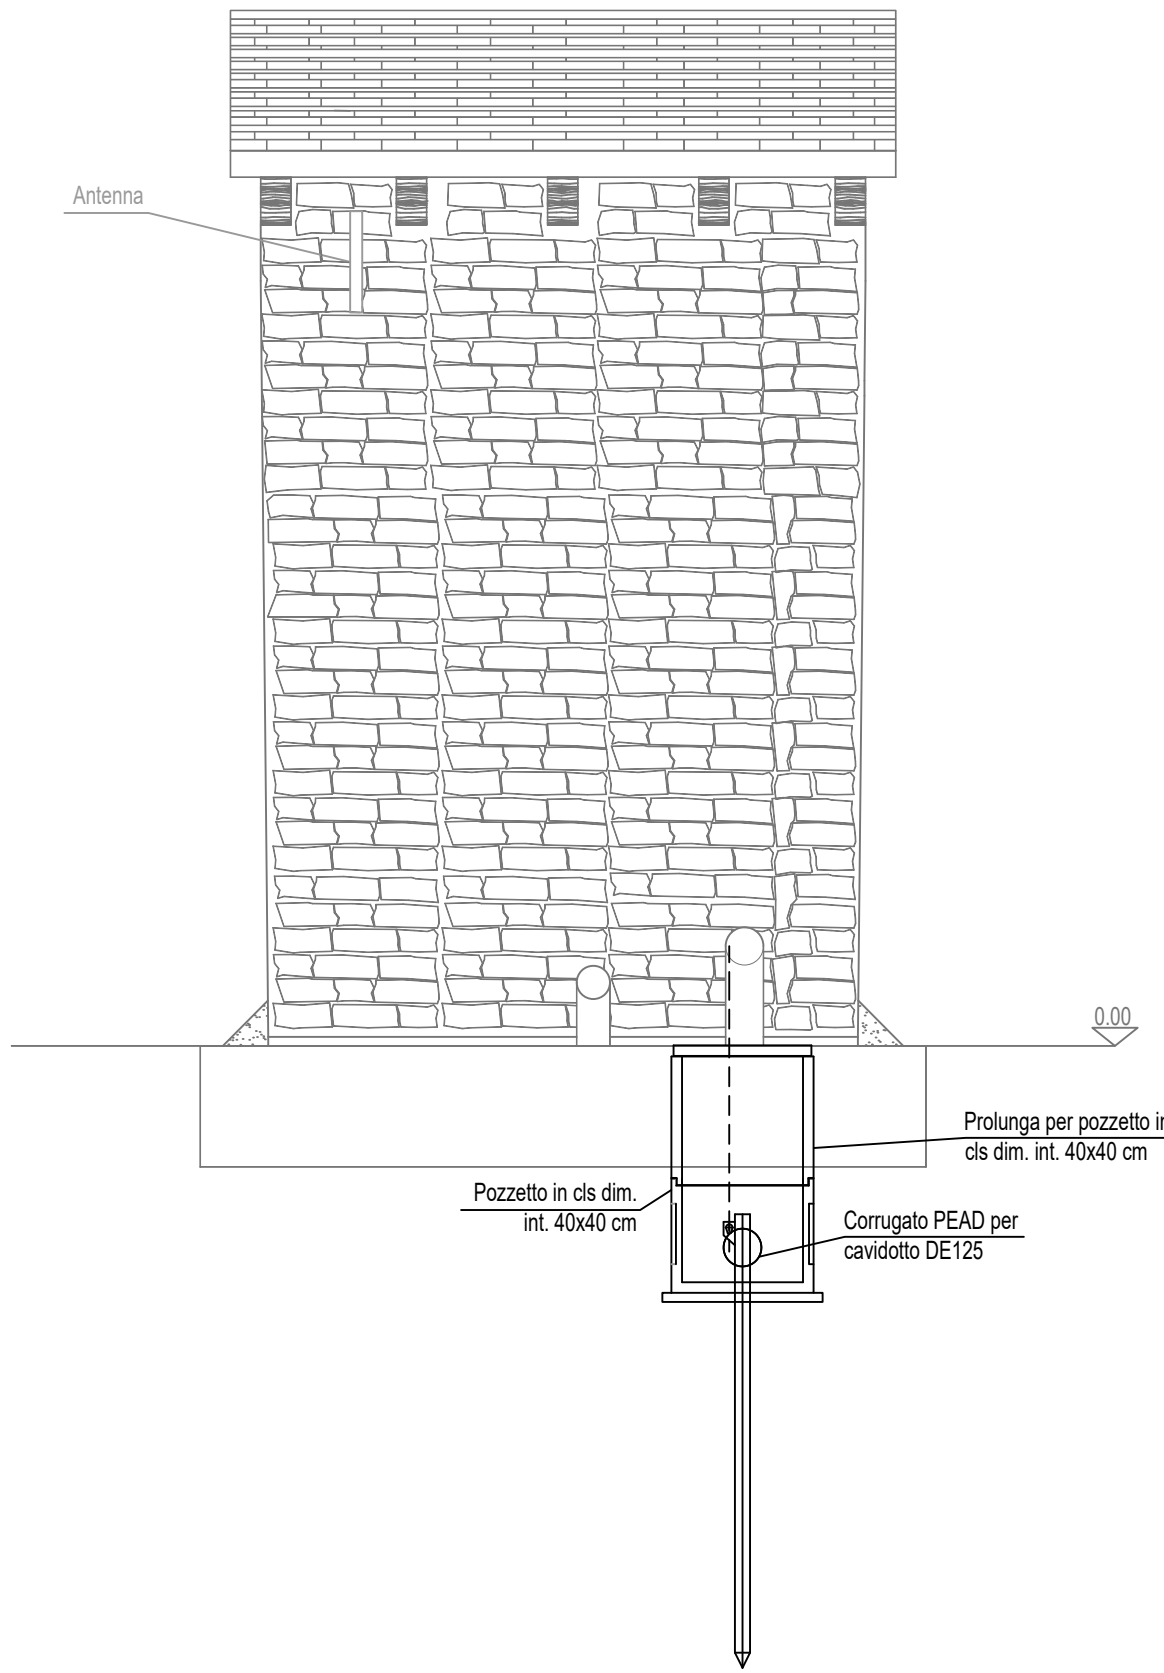 Antenna
0.00
Prolunga per pozzetto in
cls dim. int. 40x40 cm
Pozzetto in cls dim.
int. 40x40 cm
Corrugato PEAD per
cavidotto DE125